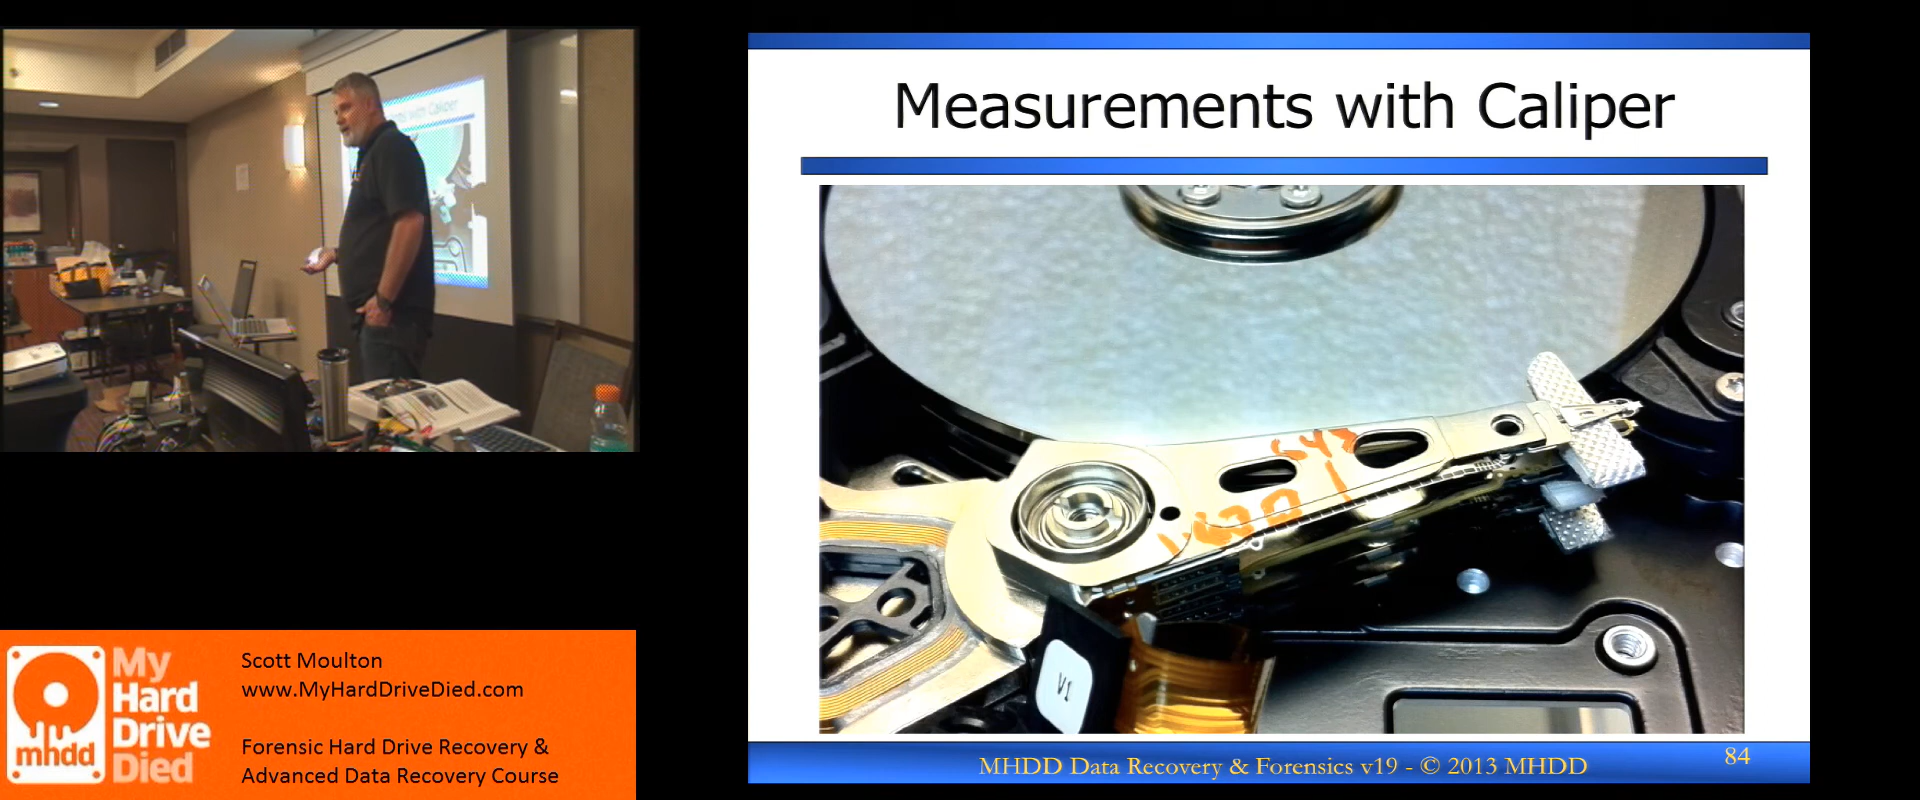 Measurements with Caliper
V1
MHDD Data Recovery & Forensics v19 - © 2013 MHDD
84
My
Hard
Drive
Died
mhdd
Scott Moulton
www.MyHardDriveDied.com
Forensic Hard Drive Recovery &
Advanced Data Recovery Course